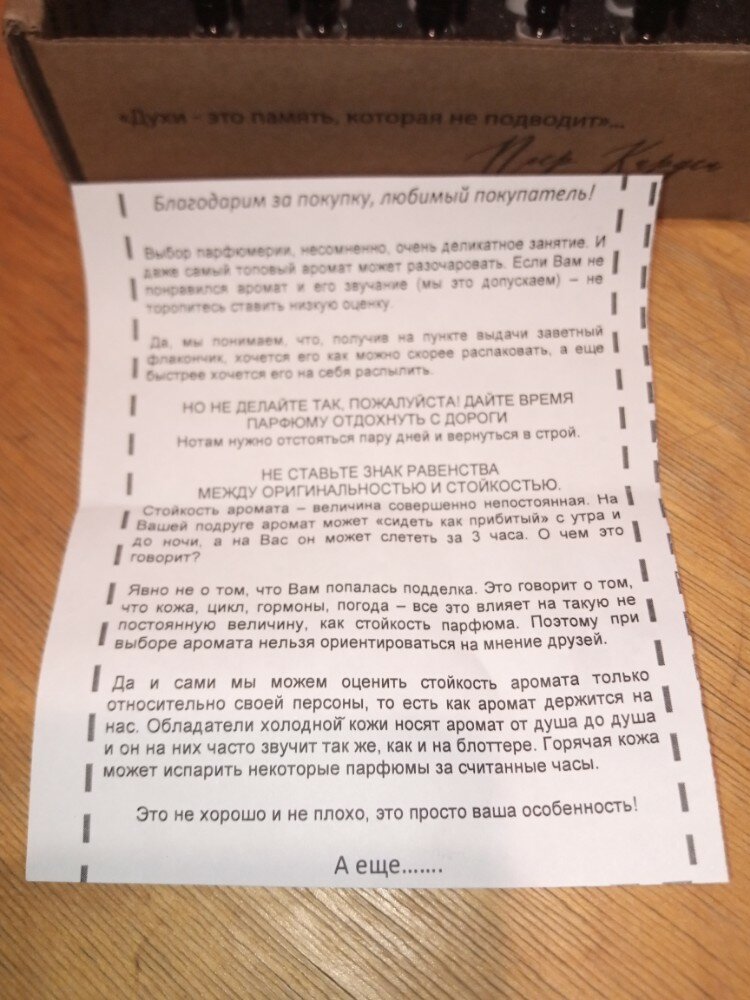 «Духи - это память, которая не подводит»...
Пьер Карден
Благодарим за покупку, любимый покупатель!
Выбор парфюмерии, несомненно, очень деликатное занятие. И
даже самый топовый аромат может разочаровать. Если Вам не
понравился аромат и его звучание (мы это допускаем) – не
торопитесь ставить низкую оценку.
Да, мы понимаем, что, получив на пункте выдачи заветный
флакончик, хочется его как можно скорее распаковать, а еще
быстрее хочется его на себя распылить.
НО НЕ ДЕЛАЙТЕ ТАК, ПОЖАЛУЙСТА! ДАЙТЕ ВРЕМЯ
ПАРФЮМУ ОТДОХНУТЬ С ДОРОГИ
Нотам нужно отстояться пару дней и вернуться в строй.
НЕ СТАВЬТЕ ЗНАК РАВЕНСТВА
МЕЖДУ ОРИГИНАЛЬНОСТЬЮ И СТОЙКОСТЬЮ.
Стойкость аромата – величина совершенно непостоянная. На
Вашей подруге аромат может «сидеть как прибитый» с утра и
до ночи, а на Вас он может слететь за 3 часа. О чем это
говорит?
Явно не о том, что Вам попалась подделка. Это говорит о том,
что кожа, цикл, гормоны, погода – все это влияет на такую не
постоянную величину, как стойкость парфюма. Поэтому при
выборе аромата нельзя ориентироваться на мнение друзей.
Да и сами мы можем оценить стойкость аромата только
относительно своей персоны, то есть как аромат держится на
нас. Обладатели холодной кожи носят аромат от душа до душа
и он на них часто звучит так же, как и на блоттере. Горячая кожа
может испарить некоторые парфюмы за считанные часы.
Это не хорошо и не плохо, это просто ваша особенность!
А еще.......